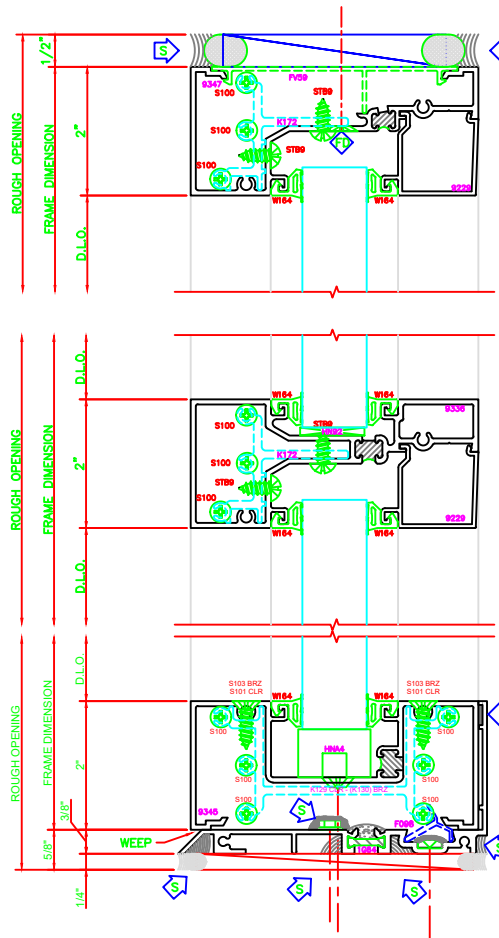 S
1/2"
9347
S100
FV59
STB9
K172
FD
S100
2"
STB9
S100
9229
W164
W164
ROUGH OPENING
FRAME DIMENSION
D.L.O.
D.L.O.
W164
W164
9336
STB9
HN92
S100
K172
S100
2"
STB9
S100
9229
W164
W164
ROUGH OPENING
FRAME DIMENSION
D.L.O.
D.L.O.
S103 BRZ
S101 CLR
S103 BRZ
S101 CLR
W164
W164
S100
S100
HNA4
S100
S100
2"
K129 CLR - (K130) BRZ
9345
S100
S100
S
F098
3/8"
WEEP
1084
5/8"
S
S
S
S
1/4"
ROUGH OPENING
FRAME DIMENSION